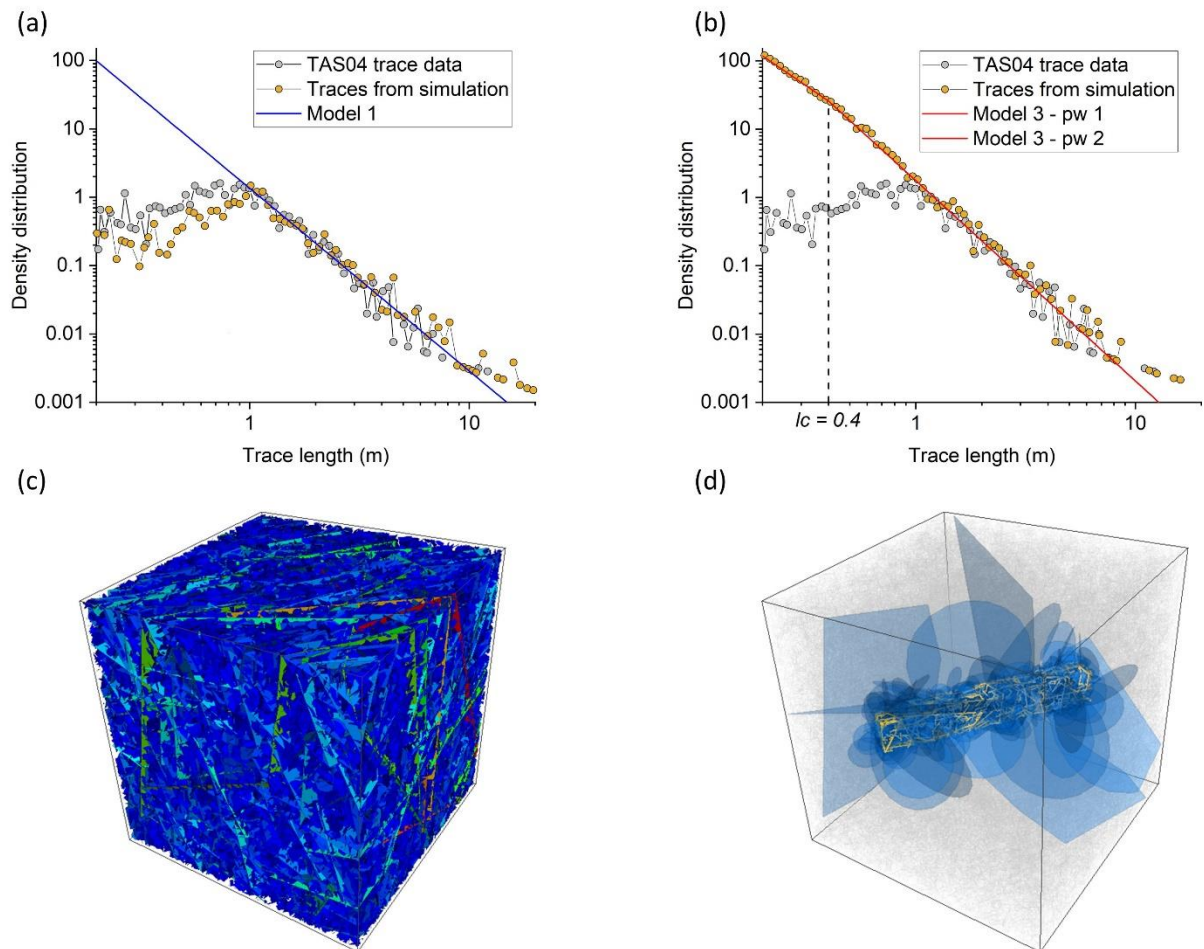 (a)
100
10
1
0.1
0.01
0.001
Density distribution
TAS04 trace data
Traces from simulation
Model 1
1
10
Trace length (m)
(b)
100
10
1
0.1
0.01
0.001
Density distribution
TAS04 trace data
Traces from simulation
Model 3 - pw 1
Model 3 - pw 2
lc = 0.4
1
10
Trace length (m)
(c)
(d)